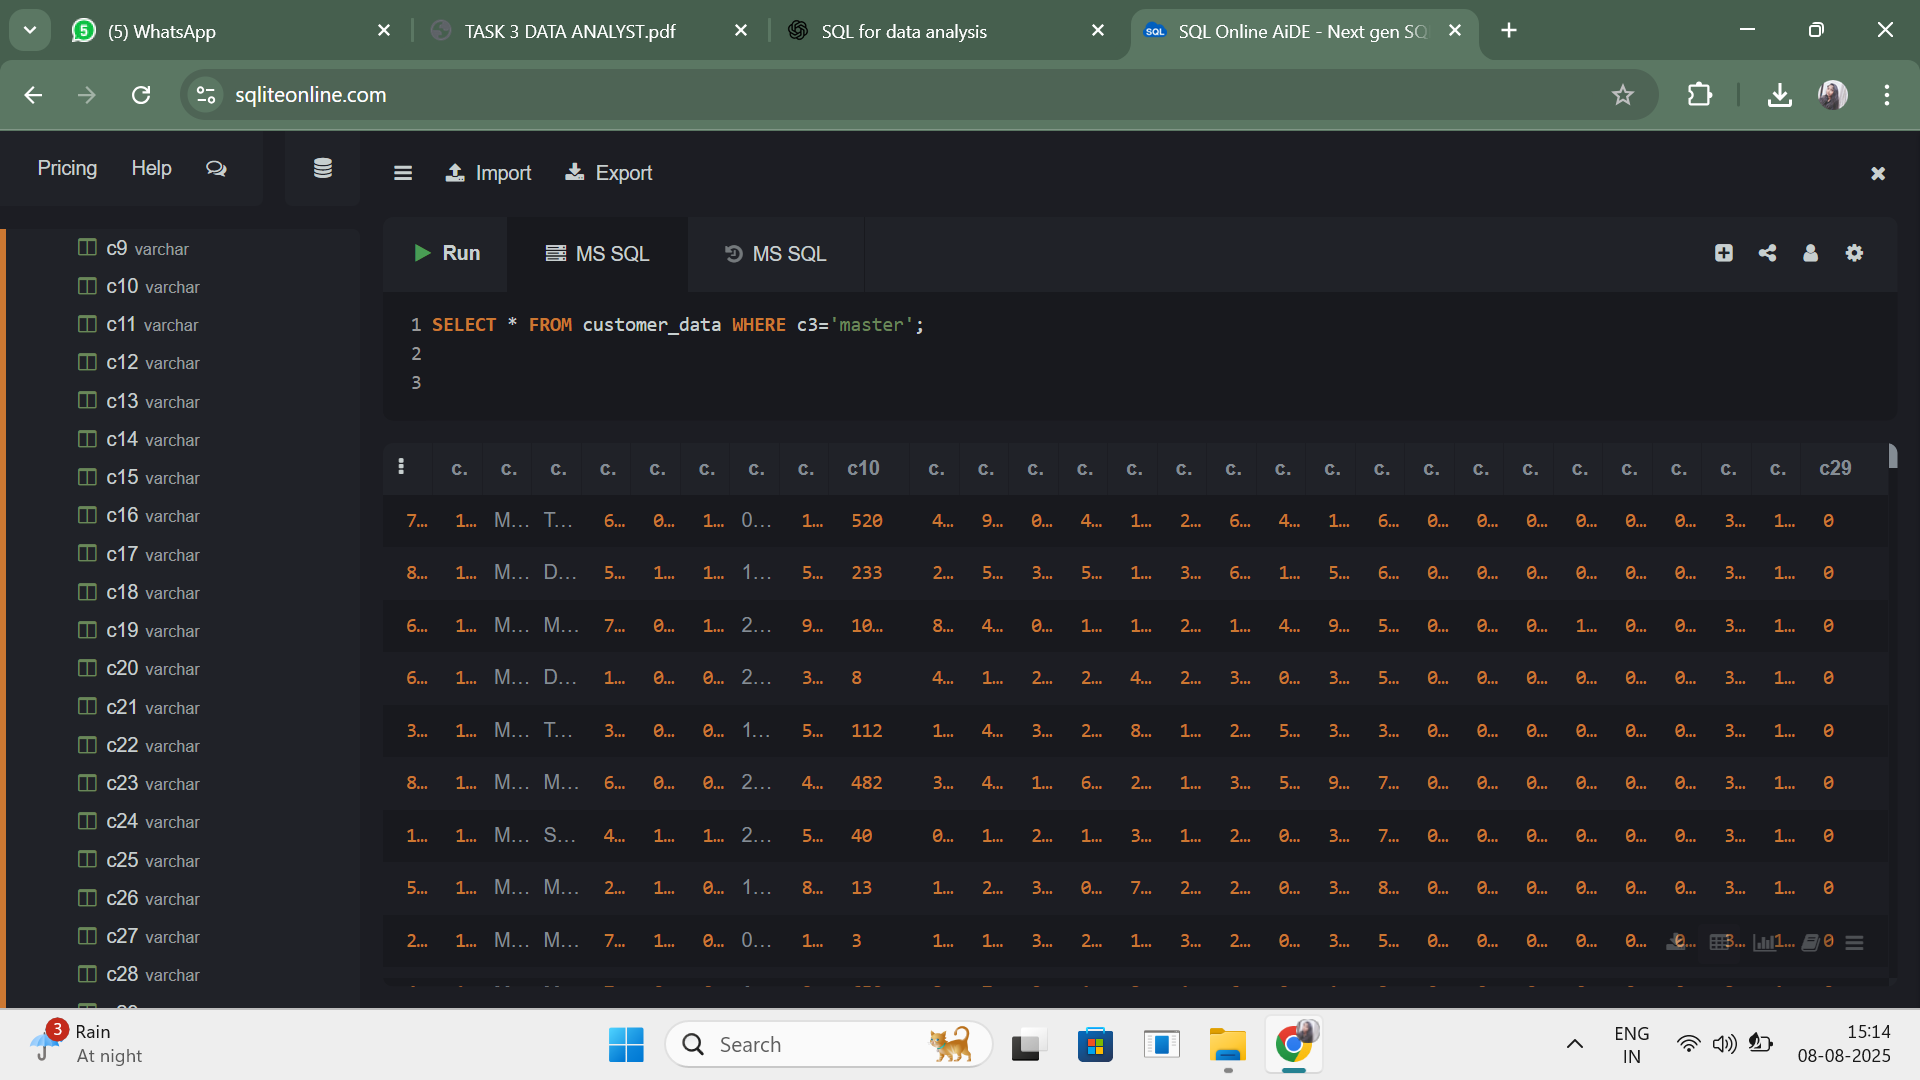 (5) WhatsApp
TASK 3 DATA ANALYST.pdf
SQL for data analysis
SQL Online AiDE - Next gen SQ
sqliteonline.com
Pricing Help
Import Export
Run MS SQL MS SQL
c9 varchar
c10 varchar
c11 varchar
c12 varchar
c13 varchar
c14 varchar
c15 varchar
c16 varchar
c17 varchar
c18 varchar
c19 varchar
c20 varchar
c21 varchar
c22 varchar
c23 varchar
c24 varchar
c25 varchar
c26 varchar
c27 varchar
c28 varchar
1 SELECT * FROM customer_data WHERE c3='master';
2
3
c. c. c. c. c. c. c. c. c10 c. c. c. c. c. c. c. c. c. c. c. c. c. c. c. c. c. c. c29
7... 1... M... T... 6... 0... 1... 0... 1... 520 4... 9... 0... 4... 1... 2... 6... 4... 1... 6... 0... 0... 0... 0... 0... 0... 3... 1... 0
8... 1... M... D... 5... 1... 1... 1... 5... 233 2... 5... 3... 5... 1... 3... 6... 1... 5... 6... 0... 0... 0... 0... 0... 0... 3... 1... 0
6... 1... M... M... 7... 0... 1... 2... 9... 10... 8... 4... 0... 1... 1... 2... 1... 4... 9... 5... 0... 0... 0... 1... 0... 0... 3... 1... 0
6... 1... M... D... 1... 0... 0... 2... 3... 8 4... 1... 2... 2... 4... 2... 3... 0... 3... 5... 0... 0... 0... 0... 0... 0... 3... 1... 0
3... 1... M... T... 3... 0... 0... 1... 5... 112 1... 4... 3... 2... 8... 1... 2... 5... 3... 3... 0... 0... 0... 0... 0... 0... 3... 1... 0
8... 1... M... M... 6... 0... 0... 2... 4... 482 3... 4... 1... 6... 2... 1... 3... 5... 9... 7... 0... 0... 0... 0... 0... 0... 3... 1... 0
1... 1... M... S... 4... 1... 1... 2... 5... 40 0... 1... 2... 1... 3... 1... 2... 0... 3... 7... 0... 0... 0... 0... 0... 0... 3... 1... 0
5... 1... M... M... 2... 1... 0... 1... 8... 13 1... 2... 3... 0... 7... 2... 2... 0... 3... 8... 0... 0... 0... 0... 0... 0... 3... 1... 0
2... 1... M... M... 7... 1... 0... 0... 1... 3 1... 1... 3... 2... 1... 3... 2... 0... 3... 5... 0... 0... 0... 0... 0... 0... 3... 1... 0
3 Rain
At night
Search
ENG
IN
15:14
08-08-2025